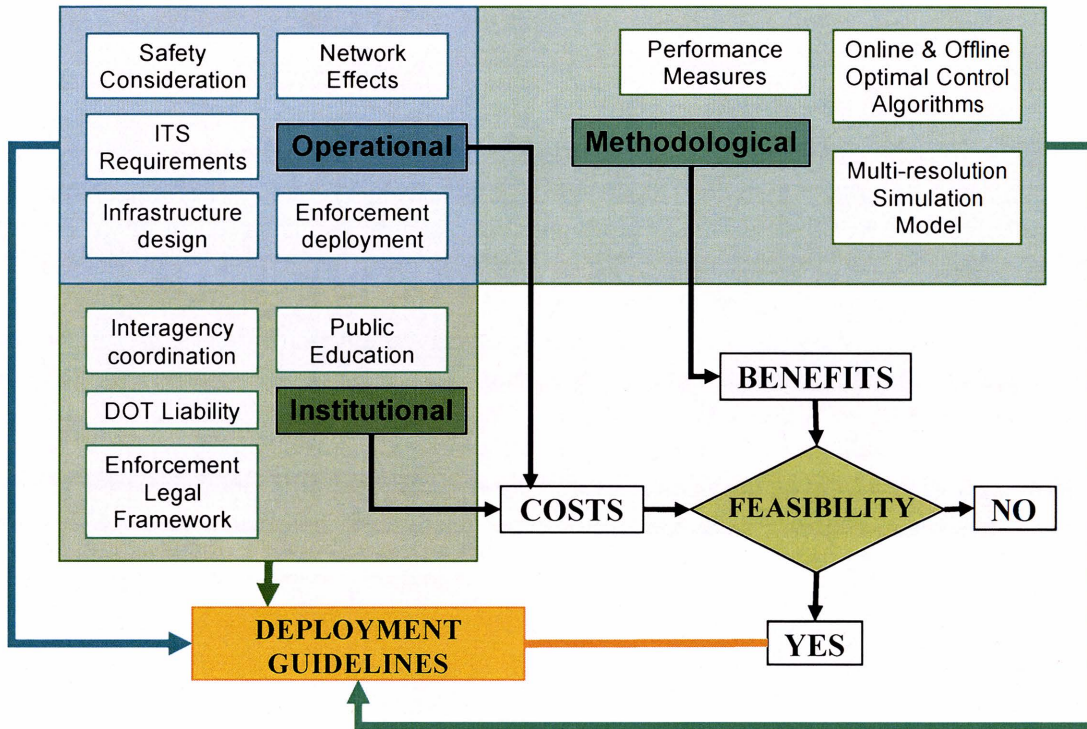 Safety
Consideration
Network
Effects
ITS
Requirements
Operational
Infrastructure
design
Enforcement
deployment
Performance
Measures
Online & Offline
Optimal Control
Algorithms
Methodological
Multi-resolution
Simulation
Model
Interagency
coordination
Public
Education
DOT Liability
Institutional
Enforcement
Legal
Framework
BENEFITS
COSTS
FEASIBILITY
NO
YES
DEPLOYMENT
GUIDELINES